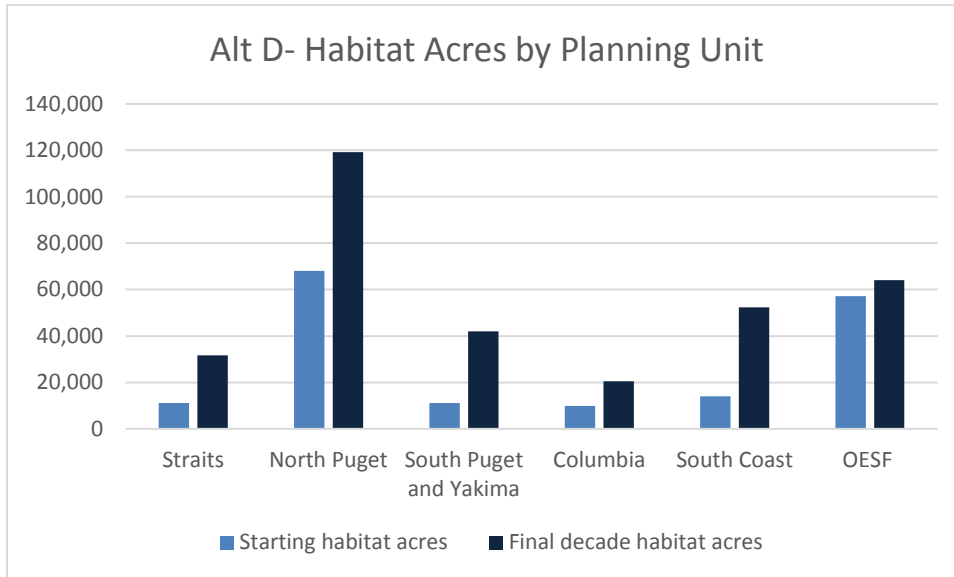 Alt D- Habitat Acres by Planning Unit
140,000
120,000
100,000
80,000
60,000
40,000
20,000
0
Straits North Puget South Puget Columbia South Coast OESF
and Yakima
Starting habitat acres Final decade habitat acres